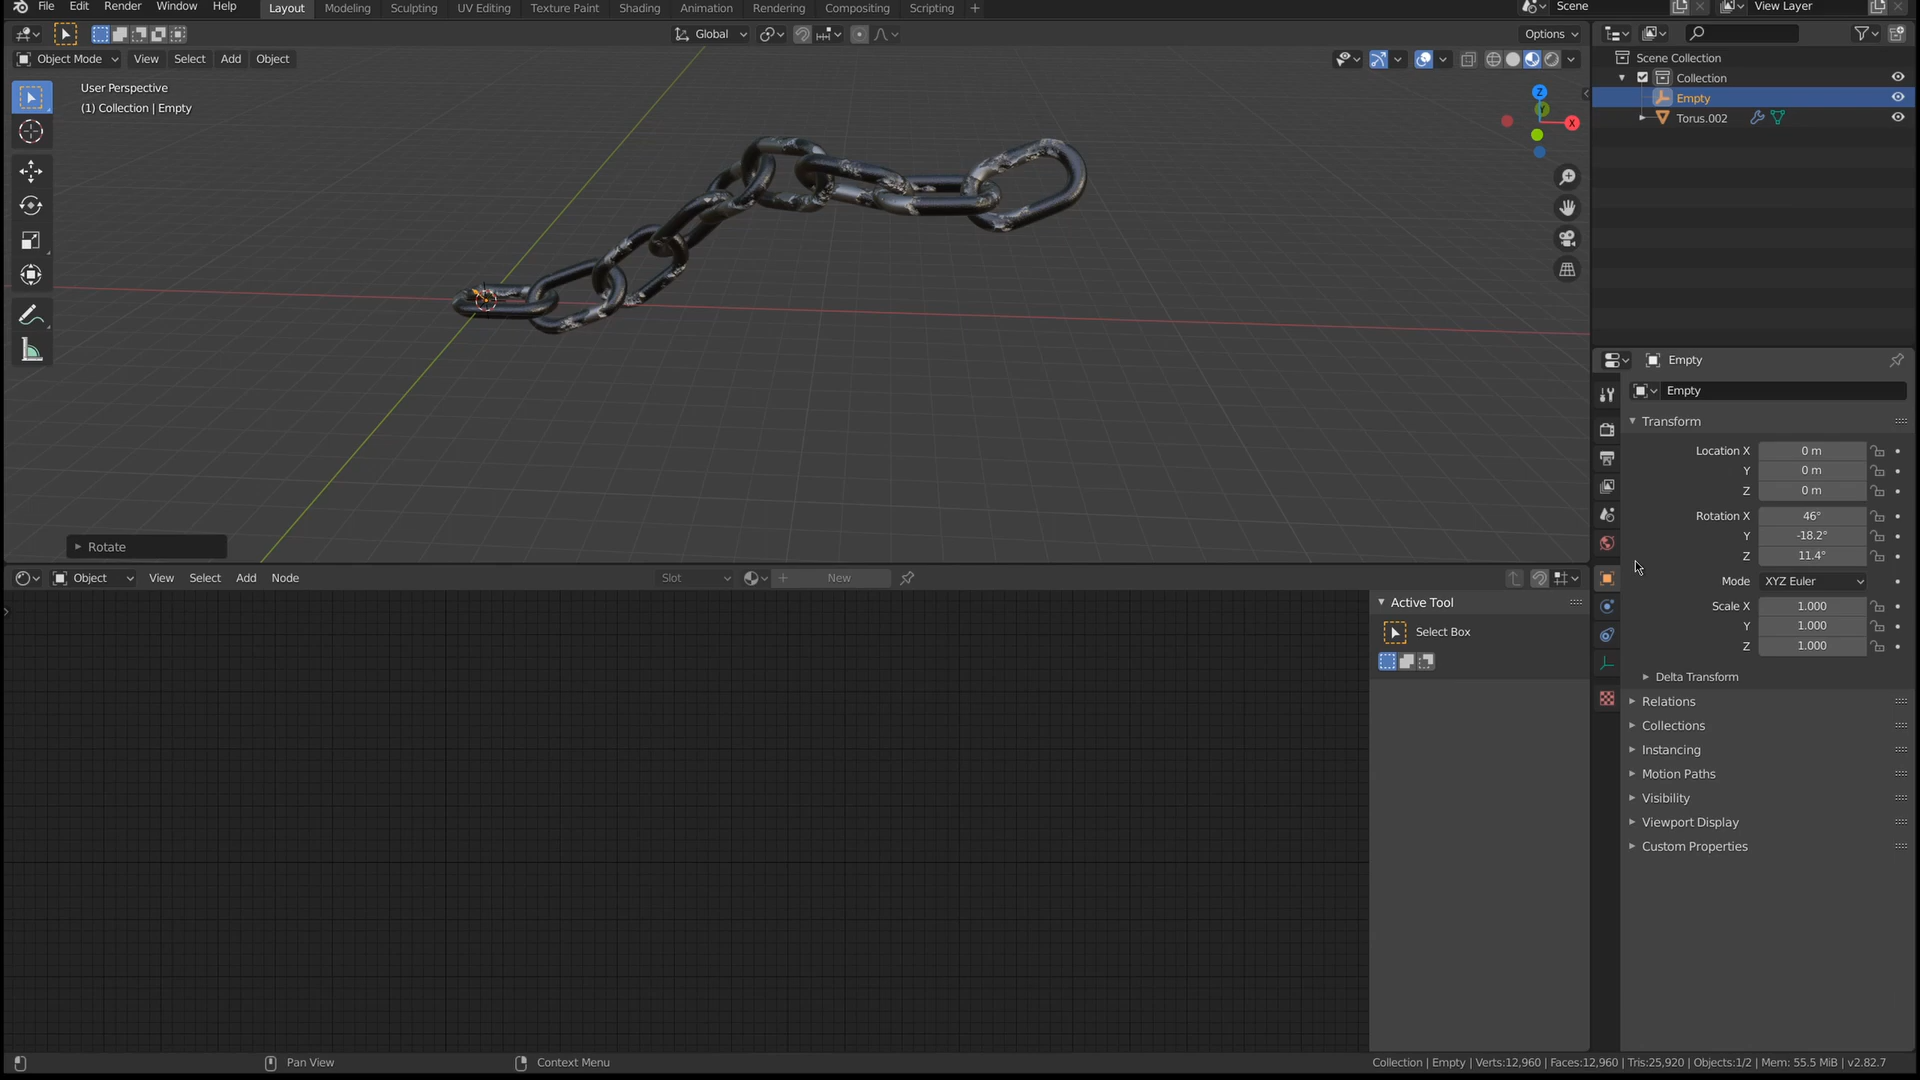 File Edit Render Window Help Layout Modeling Sculpting UV Editing Texture Paint Shading Animation Rendering Compositing Scripting + Scene View Layer
Global Options
Object Mode View Select Add Object
User Perspective
(1) Collection | Empty
Z
Y
X
Rotate
Scene Collection
Collection
Empty
Torus.002
Empty
Empty
Transform
Location X 0 m
Y 0 m
Z 0 m
Rotation X 46°
Y -18.2°
Z 11.4°
Mode XYZ Euler
Scale X 1.000
Y 1.000
Z 1.000
Delta Transform
Relations
Collections
Instancing
Motion Paths
Visibility
Viewport Display
Custom Properties
Object View Select Add Node Slot New
Active Tool
Select Box
Pan View Context Menu Collection | Empty | Verts:12,960 | Faces:12,960 | Tris:25,920 | Objects:1/2 | Mem: 55.5 MiB | v2.82.7